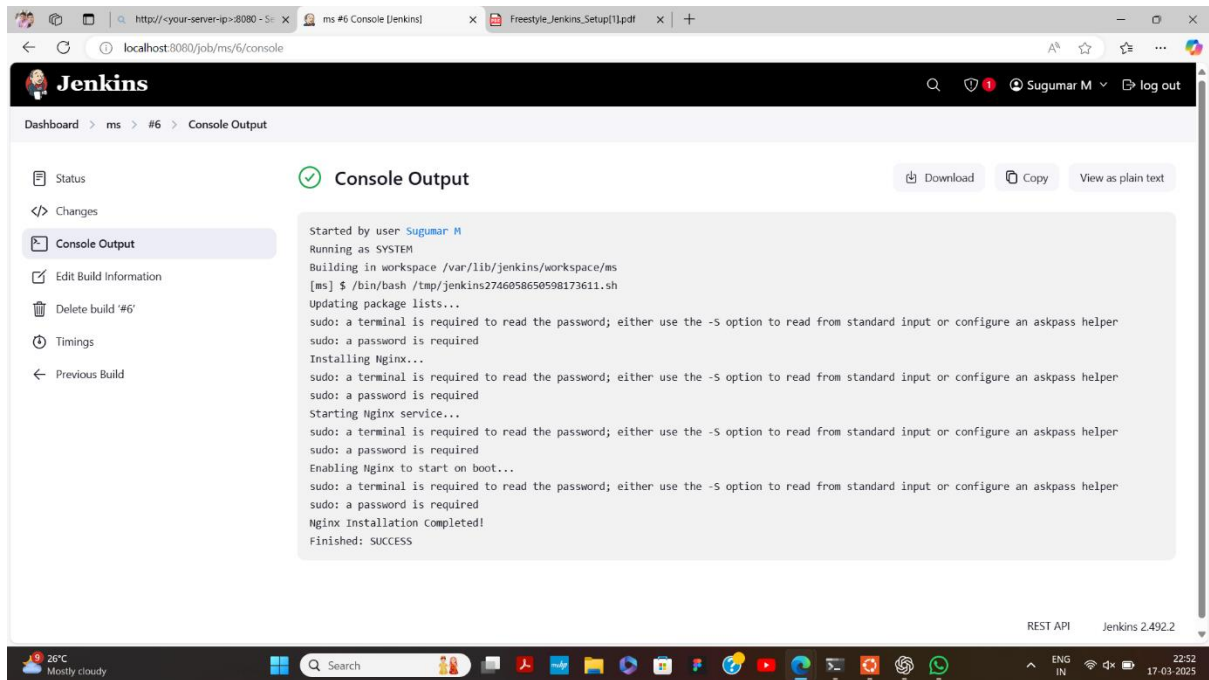 http://<your-server-ip>:8080 - Se
ms #6 Console [Jenkins]
Freestyle_Jenkins_Setup[1].pdf
localhost:8080/job/ms/6/console
Jenkins
1
Sugumar M
log out
Dashboard > ms > #6 > Console Output
Status
Changes
Console Output
Edit Build Information
Delete build '#6'
Timings
Previous Build
Console Output
Download
Copy
View as plain text
Started by user Sugumar M
Running as SYSTEM
Building in workspace /var/lib/jenkins/workspace/ms
[ms] $ /bin/bash /tmp/jenkins2746058650598173611.sh
Updating package lists...
sudo: a terminal is required to read the password; either use the -S option to read from standard input or configure an askpass helper
sudo: a password is required
Installing Nginx...
sudo: a terminal is required to read the password; either use the -S option to read from standard input or configure an askpass helper
sudo: a password is required
Starting Nginx service...
sudo: a terminal is required to read the password; either use the -S option to read from standard input or configure an askpass helper
sudo: a password is required
Enabling Nginx to start on boot...
sudo: a terminal is required to read the password; either use the -S option to read from standard input or configure an askpass helper
sudo: a password is required
Nginx Installation Completed!
Finished: SUCCESS
REST API
Jenkins 2.492.2
9
26°C
Mostly cloudy
Search
ENG
IN
22:52
17-03-2025